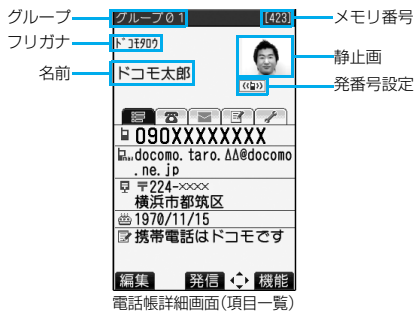 グループ
フリガナ
名前
グループ01 [423]
ﾄﾞｺﾓﾀﾛｳ
ドコモ太郎
メモリ番号
静止画
発番号設定
090XXXXXXXX
docomo.taro.ΔΔ@docomo
.ne.jp
〒224-××××
横浜市都筑区
1970/11/15
携帯電話はドコモです
編集 発信 機能
電話帳詳細画面(項目一覧)